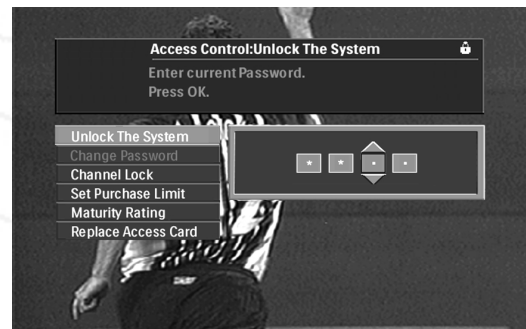 Access Control:Unlock The System
Enter current Password.
Press OK.
Unlock The System
Change Password
Channel Lock
Set Purchase Limit
Maturity Rating
Replace Access Card
* * • •